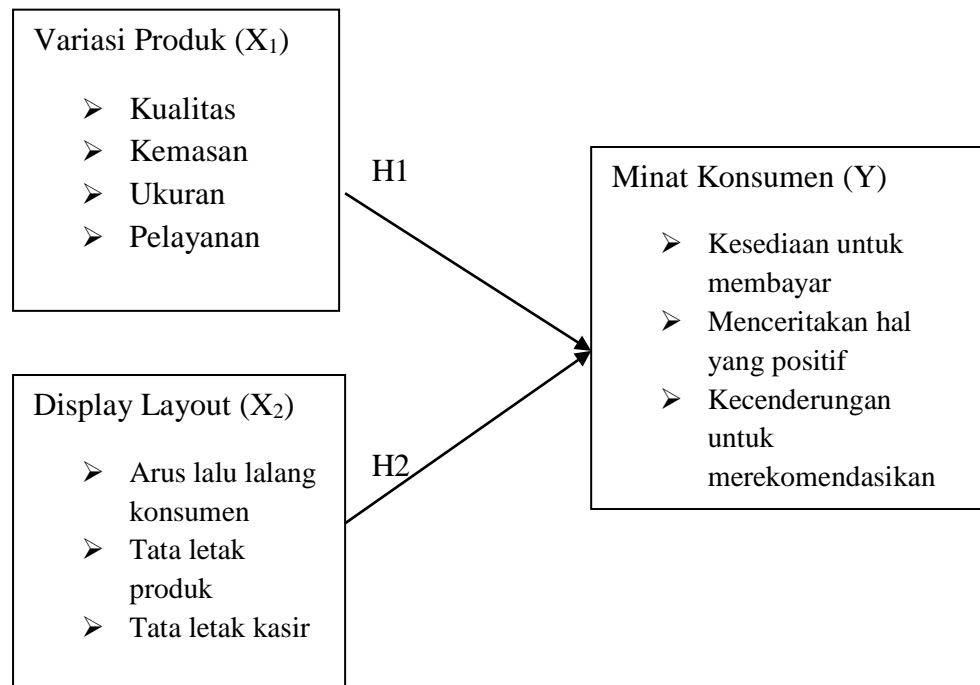 Variasi Produk (X₁)
➢ Kualitas
➢ Kemasan
➢ Ukuran
➢ Pelayanan
H1
Minat Konsumen (Y)
➢ Kesediaan untuk
membayar
➢ Menceritakan hal
yang positif
➢ Kecenderungan
untuk
merekomendasikan
Display Layout (X₂)
➢ Arus lalu lalang
konsumen
➢ Tata letak
produk
➢ Tata letak kasir
H2